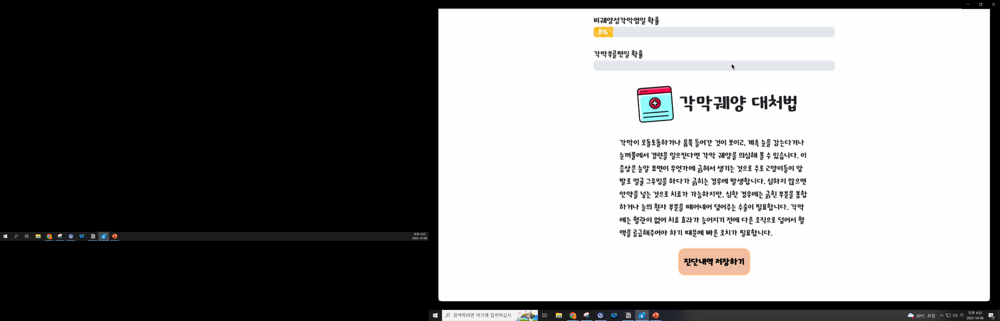 비궤양성각막염일 확률
8%
각막부골편일 확률
각막궤양 대처법
각막이 오돌토돌하거나 움푹 들어간 것이 보이고, 계속 눈을 감는다거나
눈꺼풀에서 경련을 일으킨다면 각막 궤양을 의심해 볼 수 있습니다. 이
증상은 눈알 표면이 무언가에 긁혀서 생기는 것으로 주로 고양이들이 앞
발로 얼굴 그루밍을 하다가 긁히는 경우에 발생합니다. 심하지 않으면
안약을 넣는 것으로 치료가 가능하지만, 심한 경우에는 긁힌 부분을 봉합
하거나 눈의 흰자 부분을 떼어네어 덮어주는 수술이 필요합니다. 각막
에는 혈관이 없어 치료 효과가 늦어지기 전에 다른 조직으로 덮어서 혈
액을 공급해주어야 하기 때문에 빠른 조치가 필요합니다.
진단내역 저장하기
오후 4:52
2022-10-06
검색하려면 여기에 입력하십시
20°C 흐림
가
오후 4:52
2022-10-06
1